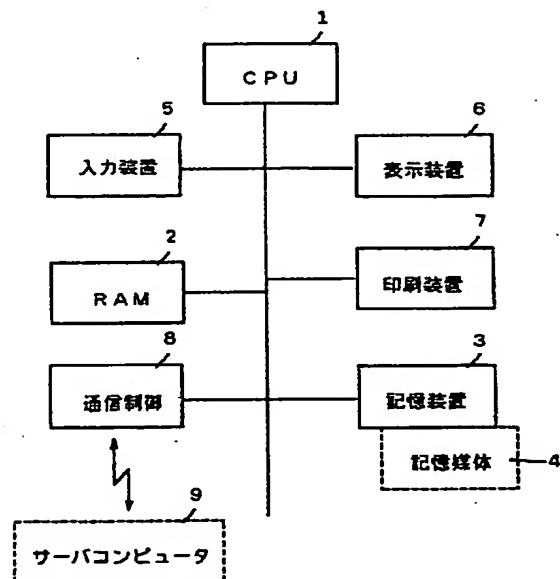 1
CPU
5
入力装置
6
表示装置
2
RAM
7
印刷装置
8
通信制御
3
記憶装置
記憶媒体
4
9
サーバコンピュータ